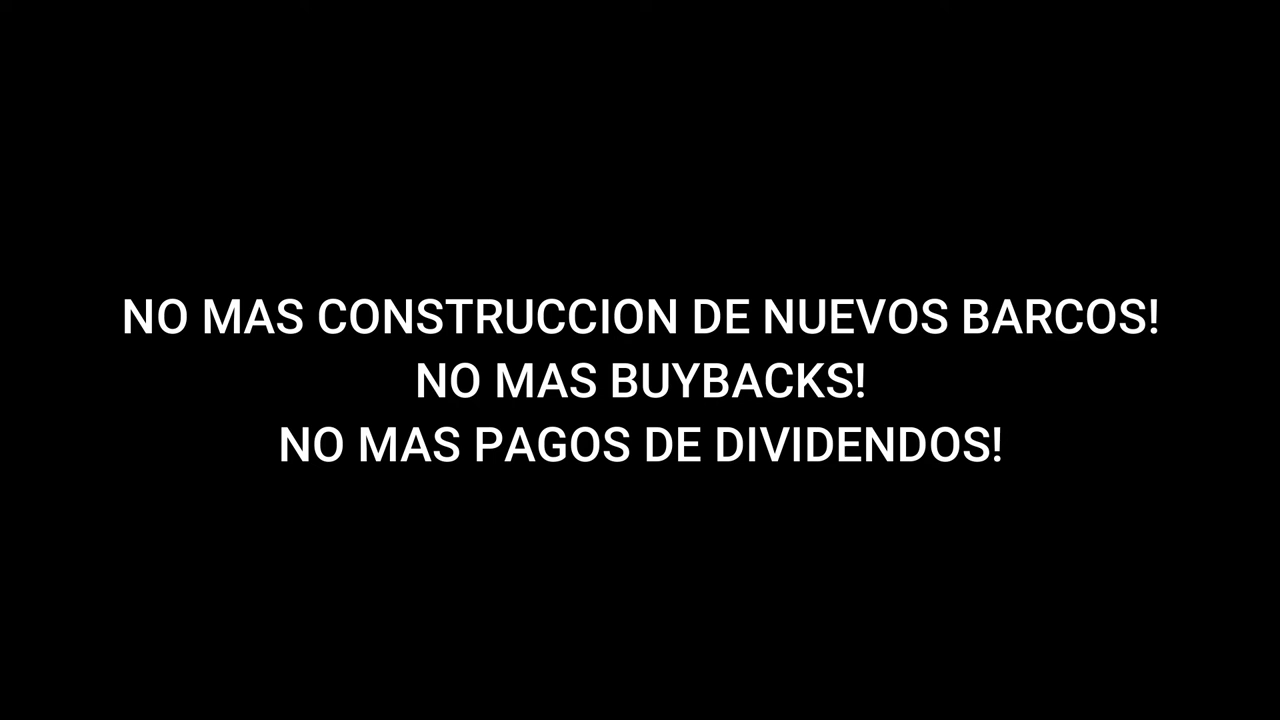 NO MAS CONSTRUCCION DE NUEVOS BARCOS!
NO MAS BUYBACKS!
NO MAS PAGOS DE DIVIDENDOS!